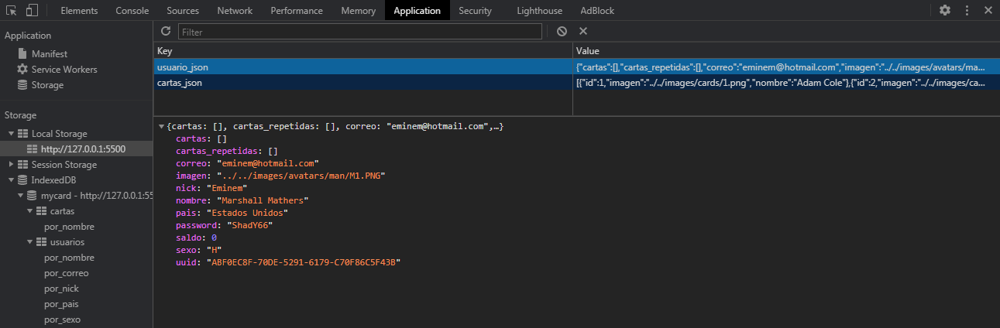 Elements Console Sources Network Performance Memory Application Security Lighthouse AdBlock
Application
Manifest
Service Workers
Storage
Storage
Local Storage
http://127.0.0.1:5500
Session Storage
IndexedDB
mycard - http://127.0.0.1:55
cartas
por_nombre
usuarios
por_nombre
por_correo
por_nick
por_pais
por_sexo
Filter
Key Value
usuario_json {"cartas":[],"cartas_repetidas":[],"correo":"eminem@hotmail.com","imagen":"../../images/avatars/ma...
cartas_json [{"id":1,"imagen":"../../images/cards/1.png","nombre":"Adam Cole"},{"id":2,"imagen":"../../images/ca...
{cartas: [], cartas_repetidas: [], correo: "eminem@hotmail.com",…}
cartas: []
cartas_repetidas: []
correo: "eminem@hotmail.com"
imagen: "../../images/avatars/man/M1.PNG"
nick: "Eminem"
nombre: "Marshall Mathers"
pais: "Estados Unidos"
password: "ShadY66"
saldo: 0
sexo: "H"
uuid: "ABF0EC8F-70DE-5291-6179-C70F86C5F43B"